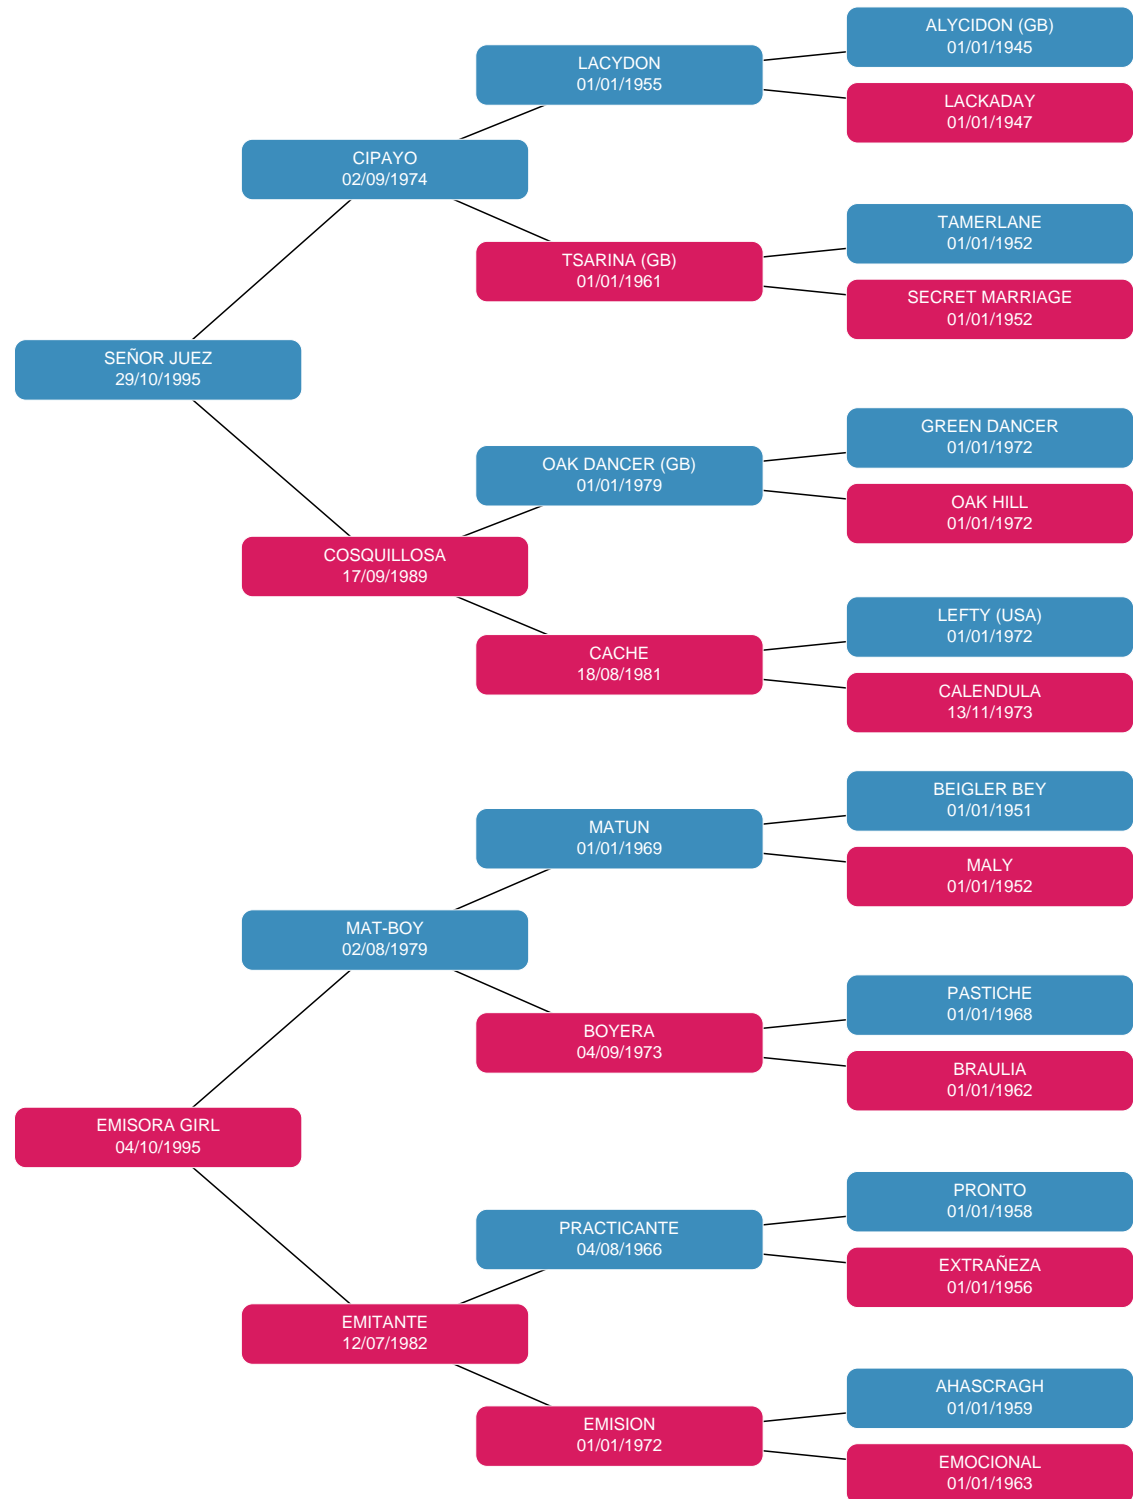 ALYCIDON (GB)
01/01/1945
LACYDON
01/01/1955
LACKADAY
01/01/1947
CIPAYO
02/09/1974
TAMERLANE
01/01/1952
TSARINA (GB)
01/01/1961
SECRET MARRIAGE
01/01/1952
SEÑOR JUEZ
29/10/1995
GREEN DANCER
01/01/1972
OAK DANCER (GB)
01/01/1979
OAK HILL
01/01/1972
COSQUILLOSA
17/09/1989
LEFTY (USA)
01/01/1972
CACHE
18/08/1981
CALENDULA
13/11/1973
BEIGLER BEY
01/01/1951
MATUN
01/01/1969
MALY
01/01/1952
MAT-BOY
02/08/1979
PASTICHE
01/01/1968
BOYERA
04/09/1973
BRAULIA
01/01/1962
EMISORA GIRL
04/10/1995
PRONTO
01/01/1958
PRACTICANTE
04/08/1966
EXTRAÑEZA
01/01/1956
EMITANTE
12/07/1982
AHASCRAGH
01/01/1959
EMISION
01/01/1972
EMOCIONAL
01/01/1963